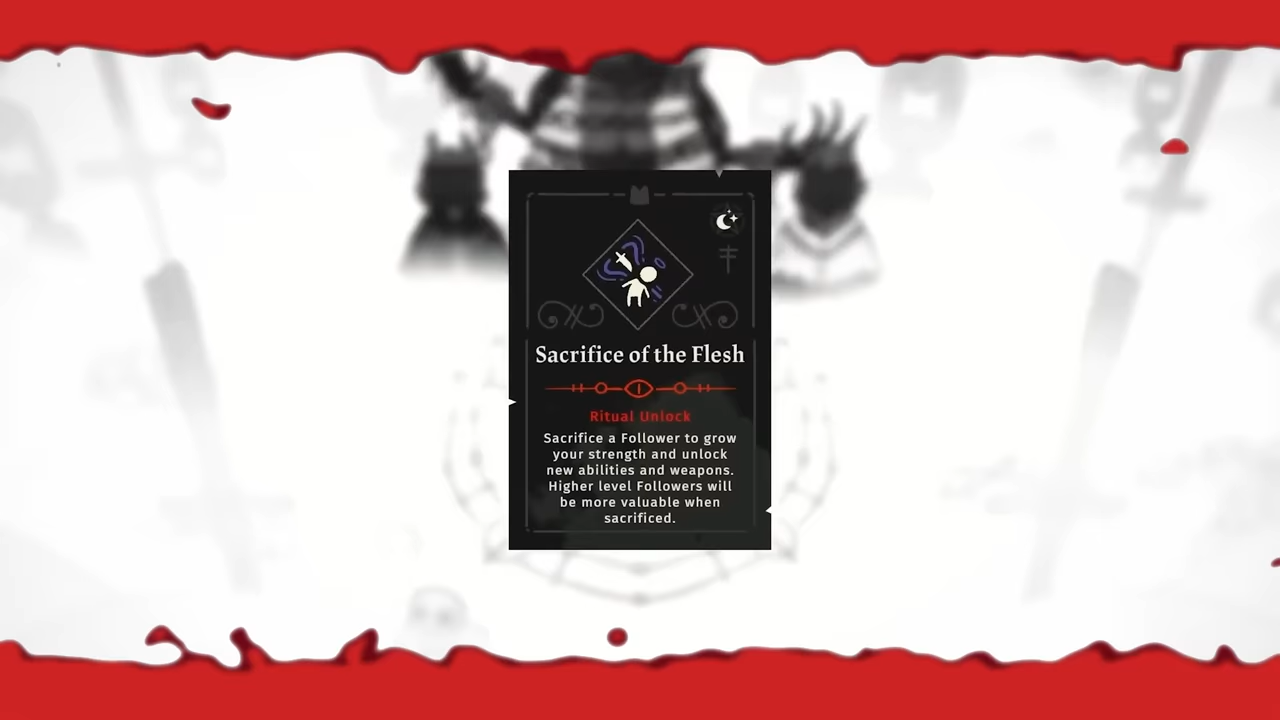 Sacrifice of the Flesh
Ritual Unlock
Sacrifice a Follower to grow
your strength and unlock
new abilities and weapons.
Higher level Followers will
be more valuable when
sacrificed.